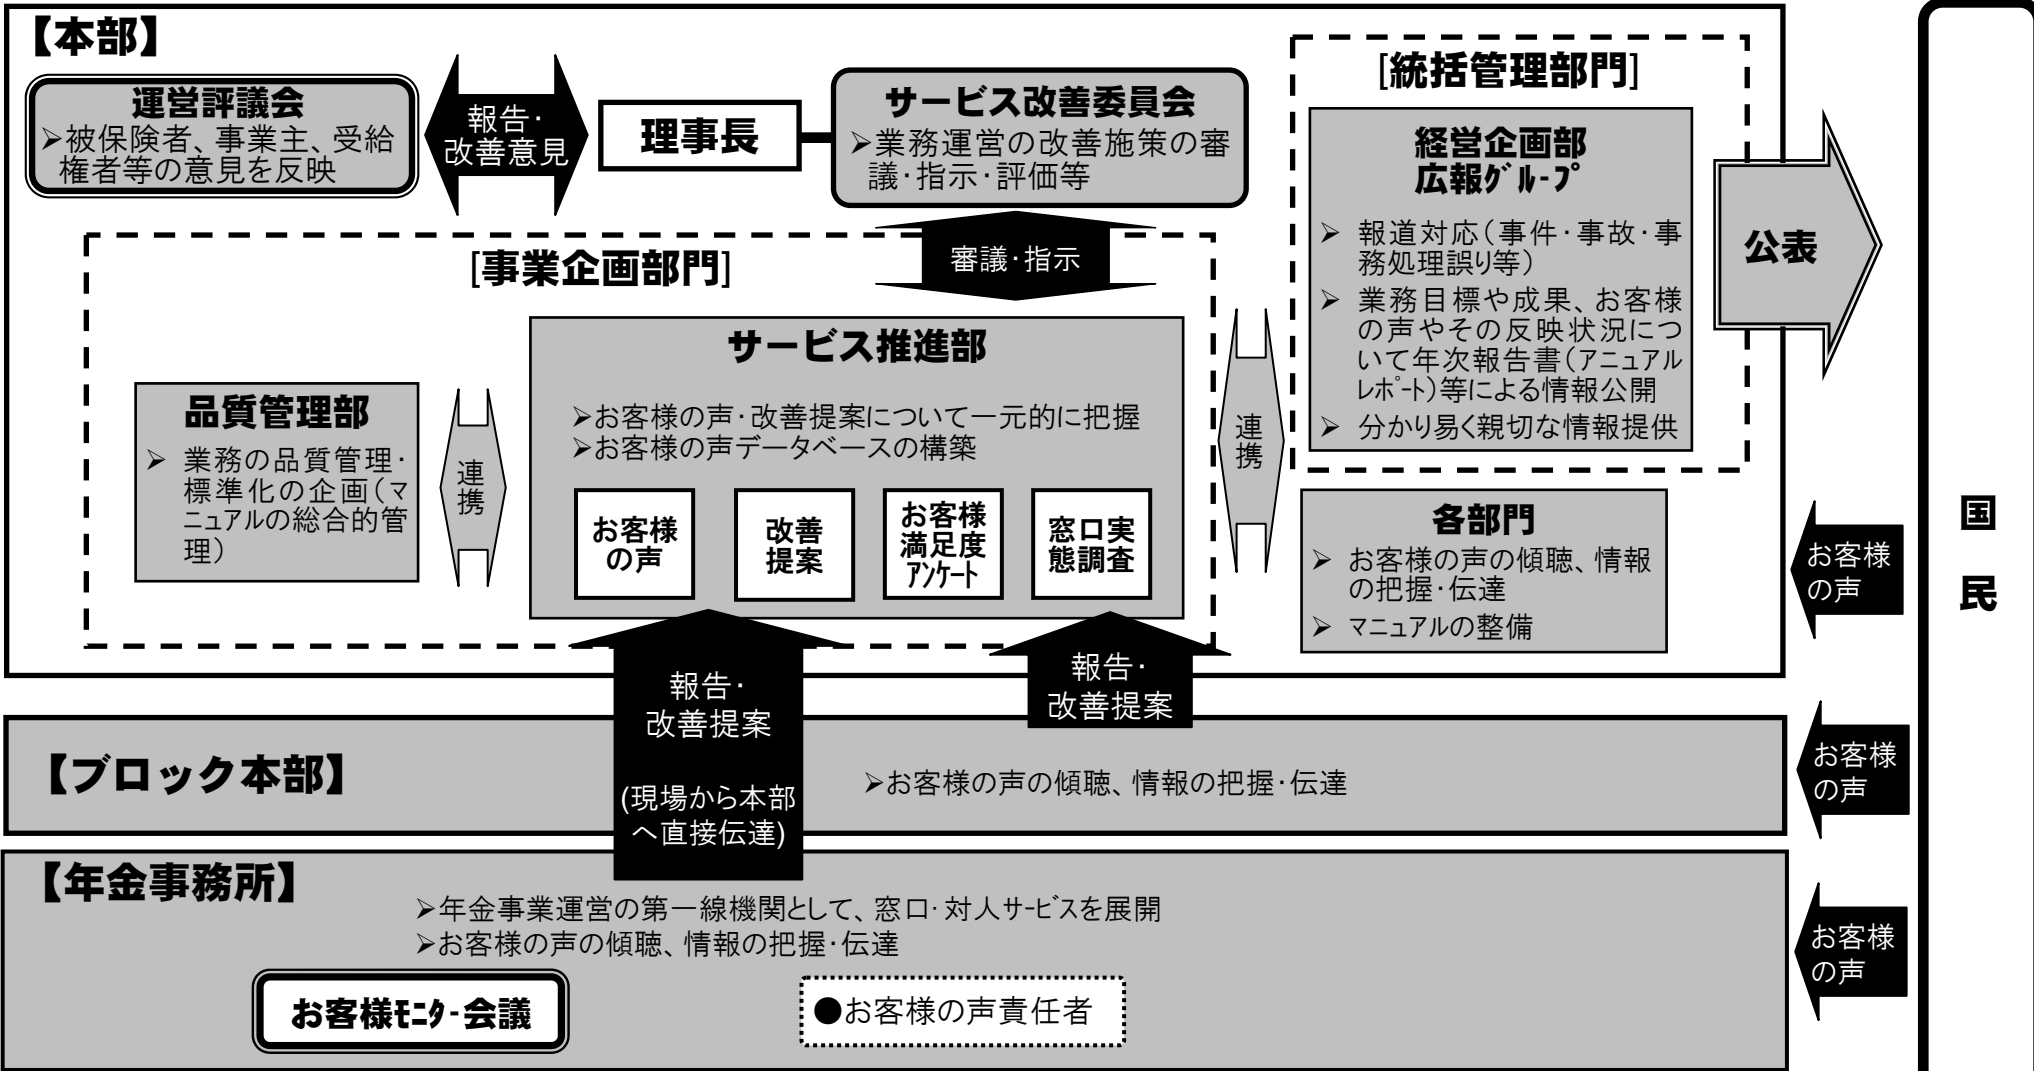 【本部】
運営評議会
➢被保険者、事業主、受給
権者等の意見を反映
報告・
改善意見
理事長
サービス改善委員会
➢業務運営の改善施策の審
議・指示・評価等
審議・指示
[統括管理部門]
経営企画部
広報ｸﾞﾙｰﾌﾟ
➢ 報道対応（事件・事故・事
務処理誤り等）
➢ 業務目標や成果、お客様
の声やその反映状況につ
いて年次報告書（アニュアル
ﾚﾎﾟｰﾄ）等による情報公開
➢ 分かり易く親切な情報提供
公表
[事業企画部門]
サービス推進部
➢お客様の声・改善提案について一元的に把握
➢お客様の声データベースの構築
お客様
の声
改善
提案
お客様
満足度
ｱﾝｹｰﾄ
窓口実
態調査
品質管理部
➢ 業務の品質管理・
標準化の企画（マ
ニュアルの総合的管
理）
連
携
連
携
各部門
➢ お客様の声の傾聴、情報
の把握・伝達
➢ マニュアルの整備
お客様
の声
国
民
報告・
改善提案
(現場から本部
へ直接伝達)
報告・
改善提案
【ブロック本部】
➢お客様の声の傾聴、情報の把握・伝達
お客様
の声
【年金事務所】
➢年金事業運営の第一線機関として、窓口・対人ｻｰﾋﾞｽを展開
➢お客様の声の傾聴、情報の把握・伝達
お客様ﾓﾆﾀｰ会議
●お客様の声責任者
お客様
の声